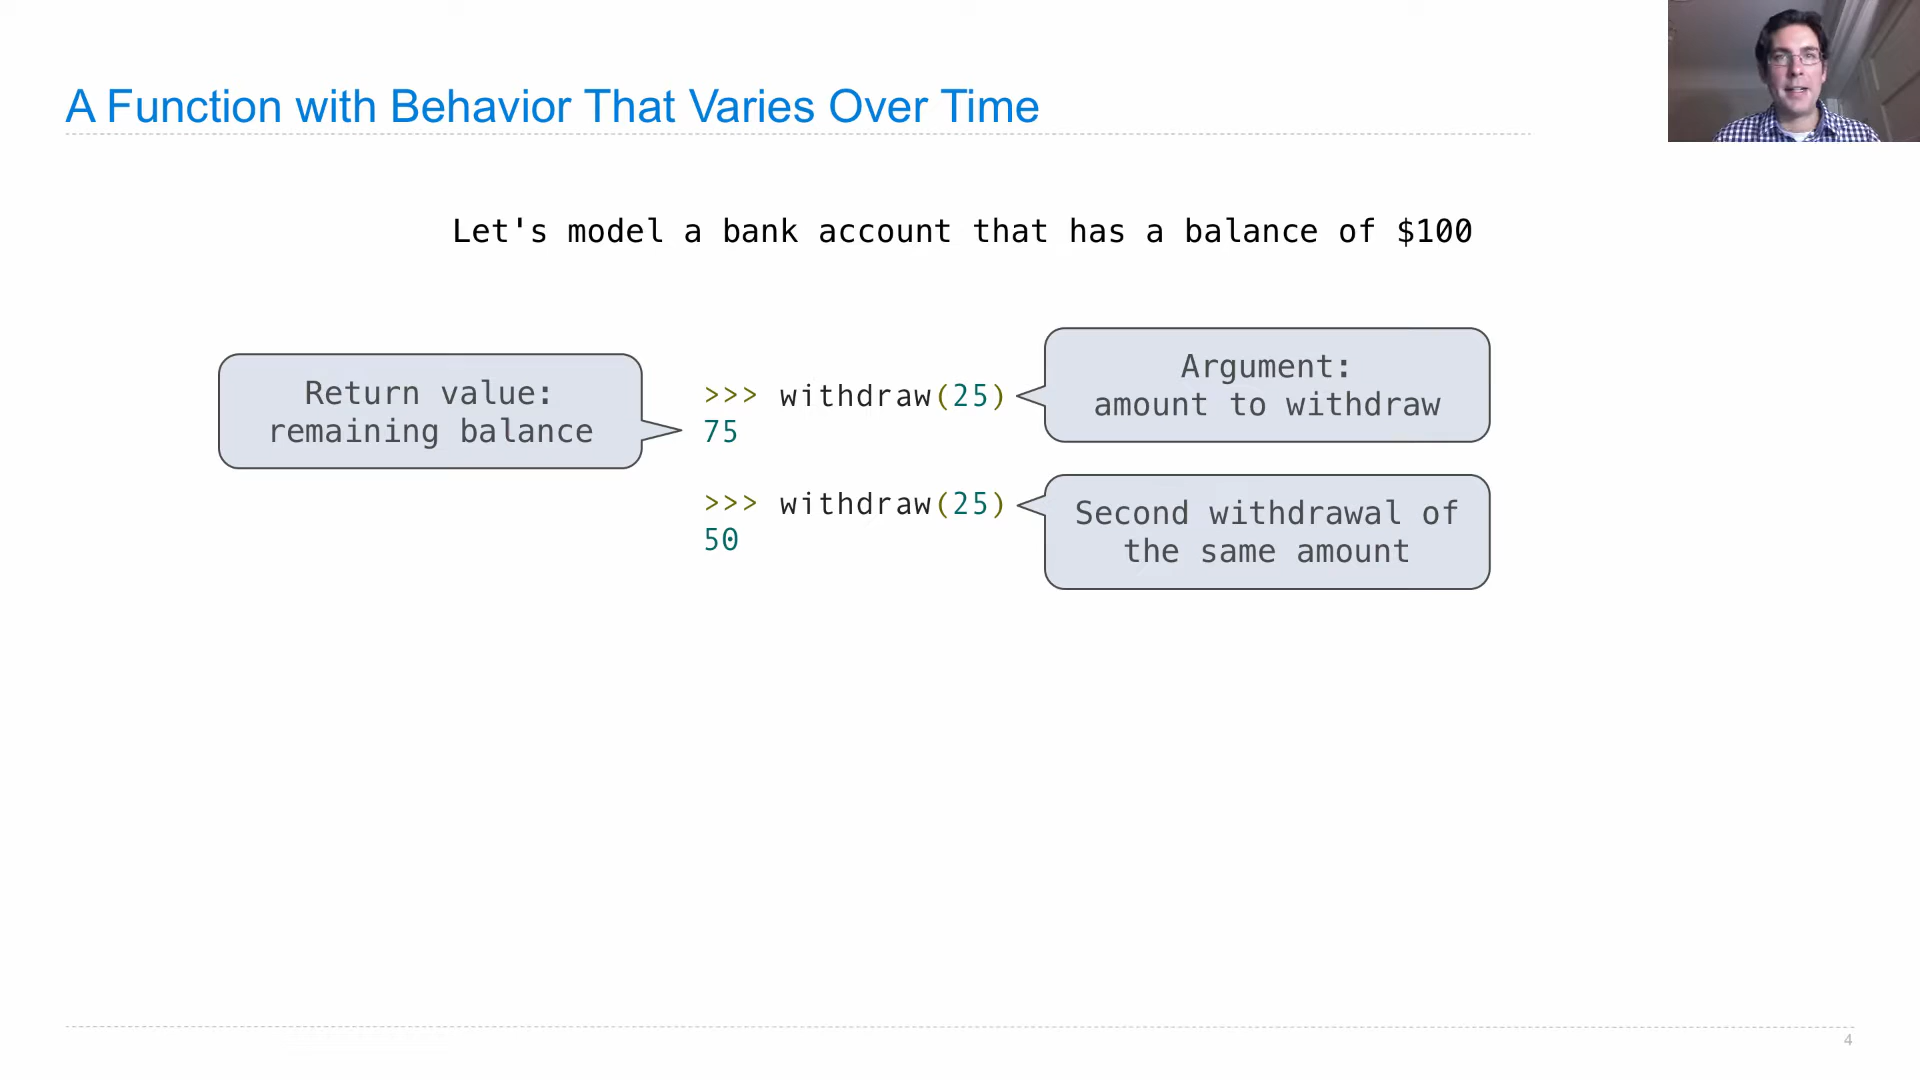 A Function with Behavior That Varies Over Time
Let's model a bank account that has a balance of $100
Return value:
remaining balance
>>> withdraw(25)
75
Argument:
amount to withdraw
>>> withdraw(25)
50
Second withdrawal of
the same amount
4